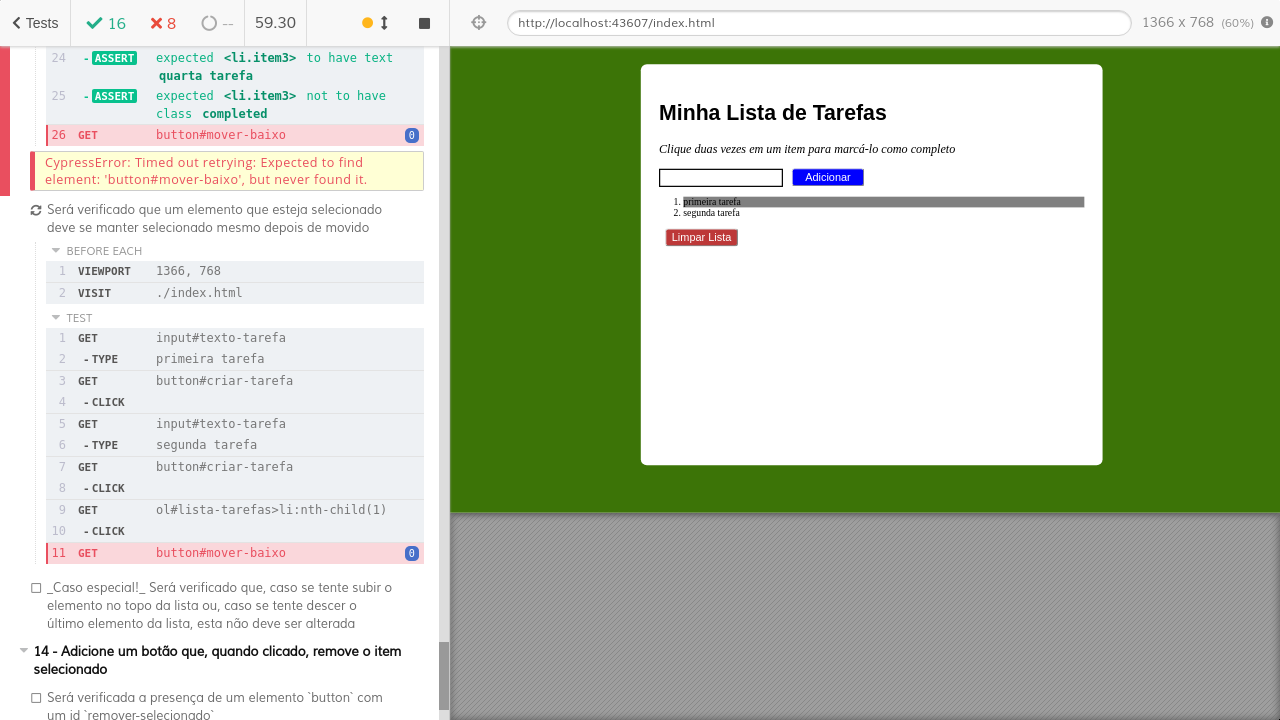 Tests
16
8
--
59.30
http://localhost:43607/index.html
1366 x 768 (60%)
24 - ASSERT expected <li.item3> to have text
quarta tarefa
25 - ASSERT expected <li.item3> not to have
class completed
26 GET button#mover-baixo 0
CypressError: Timed out retrying: Expected to find
element: 'button#mover-baixo', but never found it.
Será verificado que um elemento que esteja selecionado
deve se manter selecionado mesmo depois de movido
BEFORE EACH
1 VIEWPORT 1366, 768
2 VISIT ./index.html
TEST
1 GET input#texto-tarefa
2 - TYPE primeira tarefa
3 GET button#criar-tarefa
4 - CLICK
5 GET input#texto-tarefa
6 - TYPE segunda tarefa
7 GET button#criar-tarefa
8 - CLICK
9 GET ol#lista-tarefas>li:nth-child(1)
10 - CLICK
11 GET button#mover-baixo 0
_Caso especial!_ Será verificado que, caso se tente subir o
elemento no topo da lista ou, caso se tente descer o
último elemento da lista, esta não deve ser alterada
14 - Adicione um botão que, quando clicado, remove o item
selecionado
Será verificada a presença de um elemento `button` com
um id `remover-selecionado`
Minha Lista de Tarefas
Clique duas vezes em um item para marcá-lo como completo
Adicionar
1. primeira tarefa
2. segunda tarefa
Limpar Lista